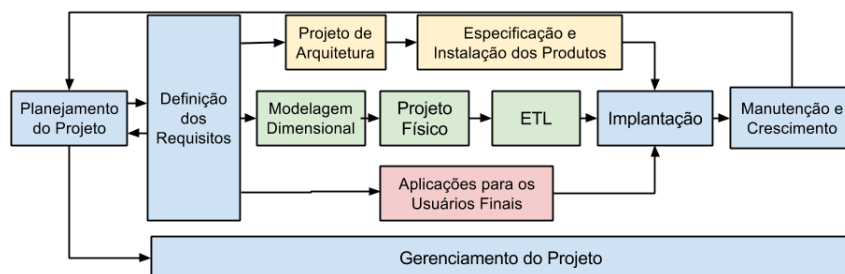 Projeto de
Arquitetura
Especificação e
Instalação dos Produtos
Planejamento
do Projeto
Definição
dos
Requisitos
Modelagem
Dimensional
Projeto
Físico
ETL
Implantação
Manutenção e
Crescimento
Aplicações para os
Usuários Finais
Gerenciamento do Projeto